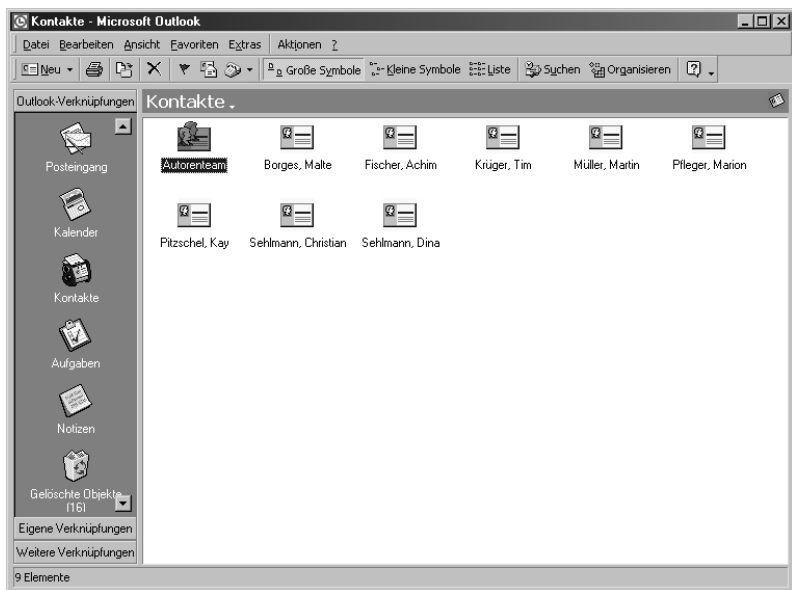 Kontakte - Microsoft Outlook
Datei Bearbeiten Ansicht Favoriten Extras Aktionen ?
Neu Große Symbole Kleine Symbole Liste Suchen Organisieren
Outlook-Verknüpfungen Kontakte
Autorenteam Borges, Malte Fischer, Achim Krüger, Tim Müller, Martin Pfleger, Marion
Posteingang
Kalender
Pitzschel, Kay Sehlmann, Christian Sehlmann, Dina
Kontakte
Aufgaben
Notizen
Gelöschte Objekte
(16)
Eigene Verknüpfungen
Weitere Verknüpfungen
9 Elemente